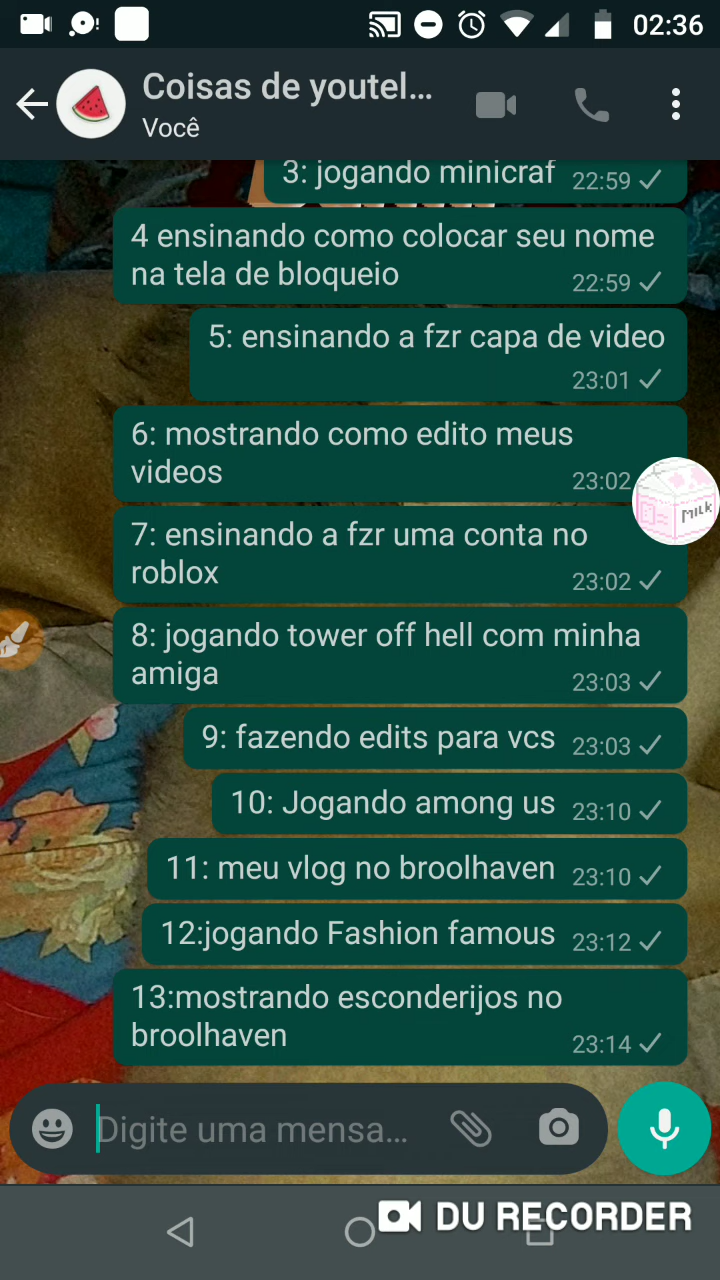 02:36
Coisas de youtel...
Você
3: jogando minicraf 22:59
4 ensinando como colocar seu nome
na tela de bloqueio 22:59
5: ensinando a fzr capa de video
23:01
6: mostrando como edito meus
videos 23:02
MILK
7: ensinando a fzr uma conta no
roblox 23:02
8: jogando tower off hell com minha
amiga 23:03
9: fazendo edits para vcs 23:03
10: Jogando among us 23:10
11: meu vlog no broolhaven 23:10
12:jogando Fashion famous 23:12
13:mostrando esconderijos no
broolhaven 23:14
Digite uma mensa...
DU RECORDER